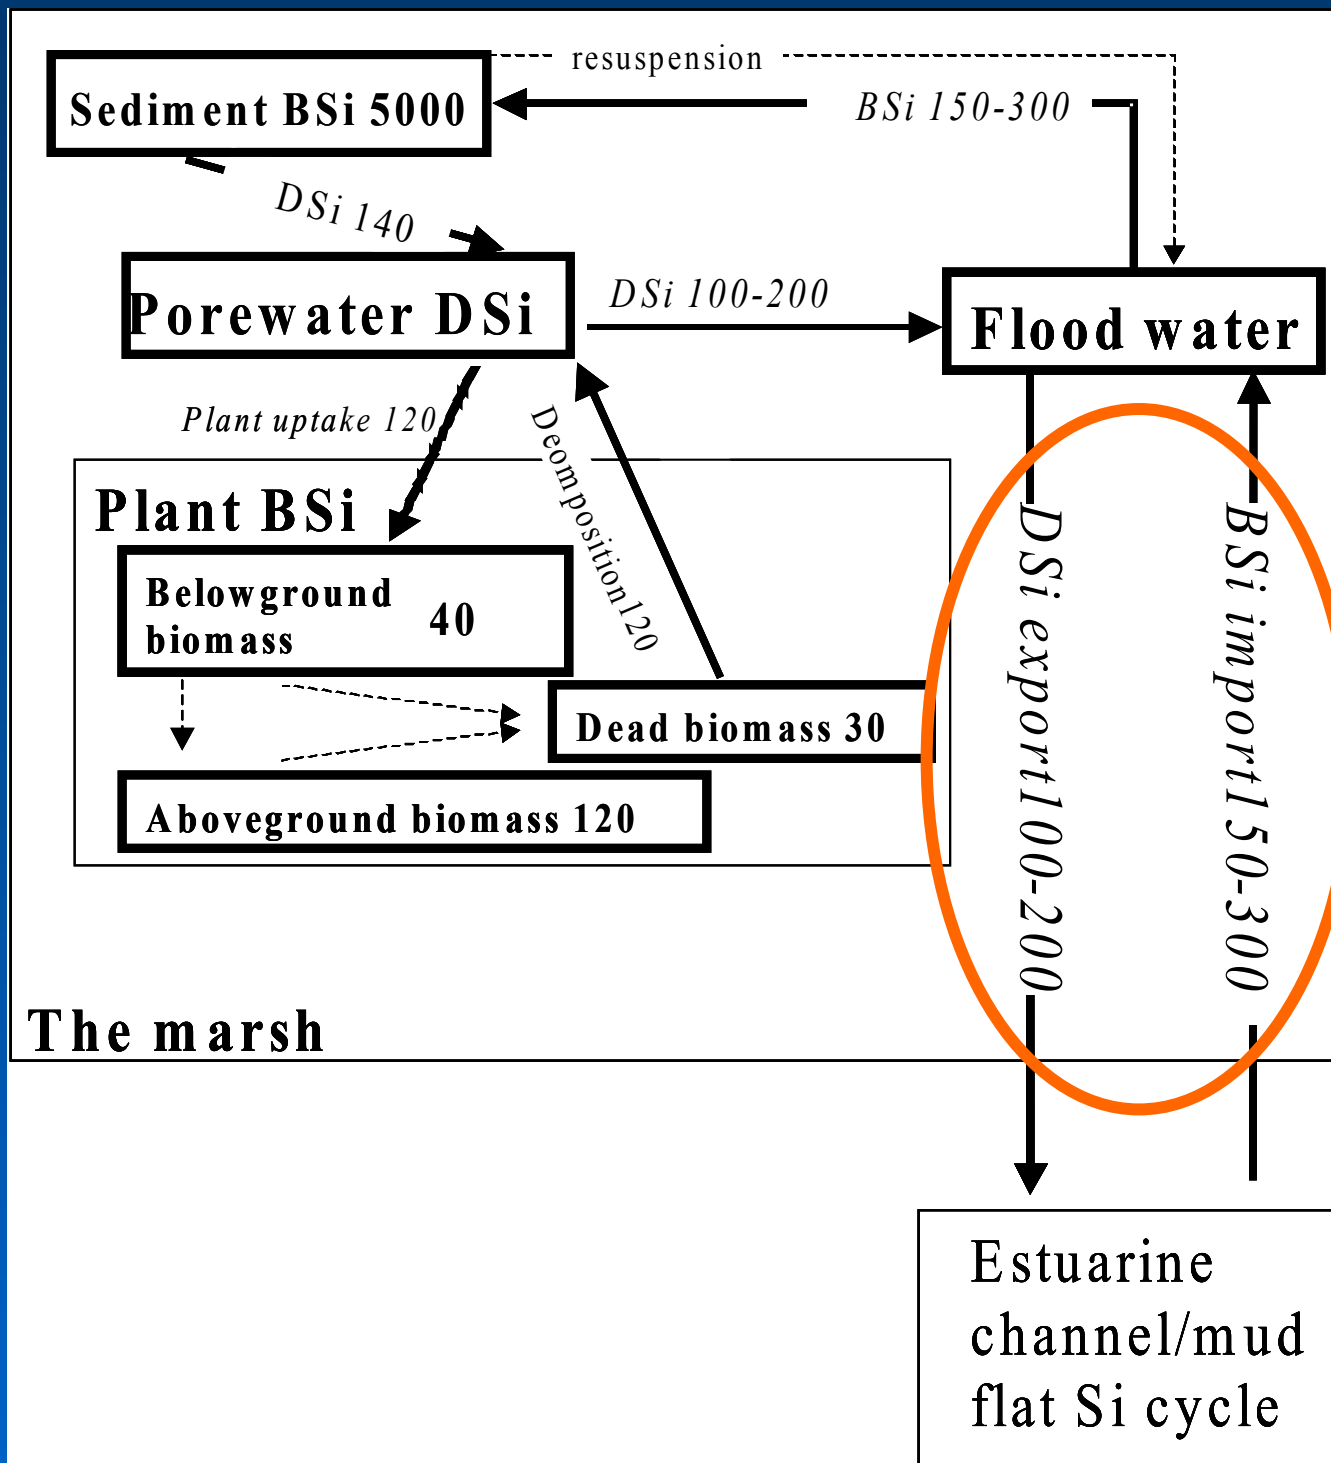 resuspension
Sediment BSi 5000
BSi 150-300
DSi 140
Porewater DSi
DSi 100-200
Flood water
Plant uptake 120
Deomposition120
Plant BSi
Belowground
biomass
40
Dead biomass 30
Aboveground biomass 120
DSi export100-200
BSi import150-300
The marsh
Estuarine
channel/mud
flat Si cycle